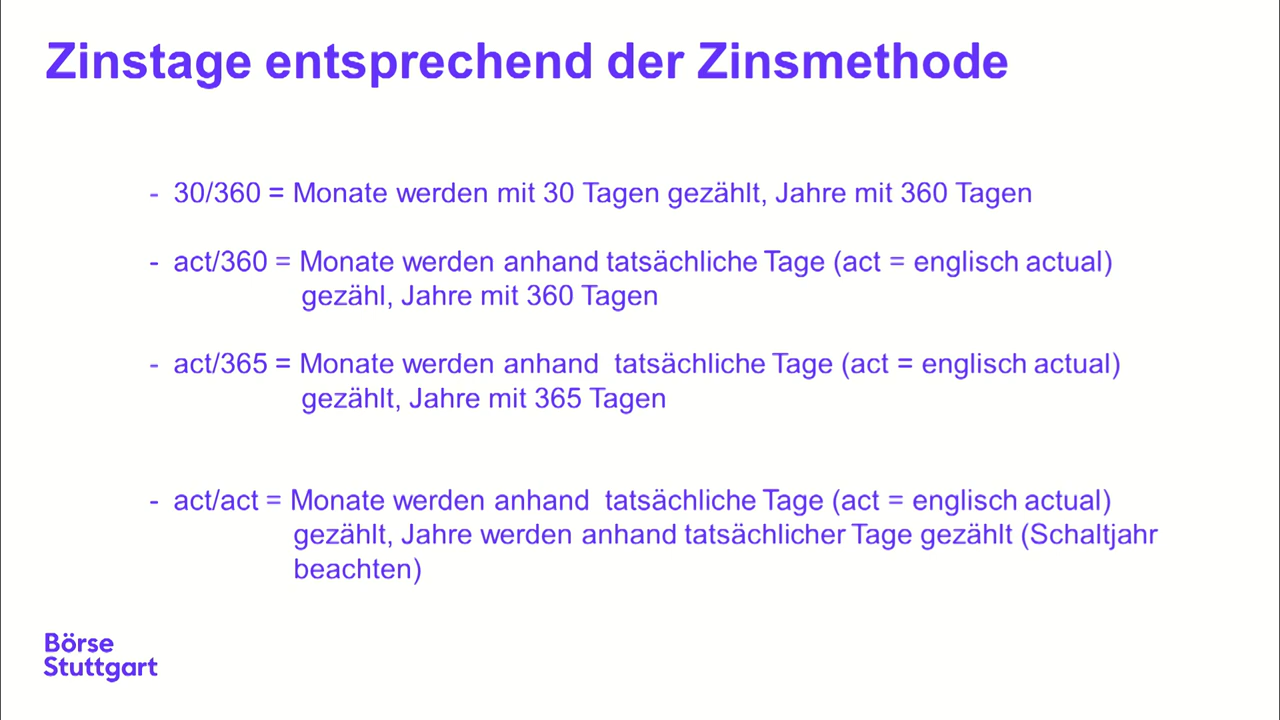 Zinstage entsprechend der Zinsmethode
- 30/360 = Monate werden mit 30 Tagen gezählt, Jahre mit 360 Tagen
- act/360 = Monate werden anhand tatsächliche Tage (act = englisch actual)
gezähl, Jahre mit 360 Tagen
- act/365 = Monate werden anhand  tatsächliche Tage (act = englisch actual)
gezählt, Jahre mit 365 Tagen
- act/act = Monate werden anhand  tatsächliche Tage (act = englisch actual)
gezählt, Jahre werden anhand tatsächlicher Tage gezählt (Schaltjahr
beachten)
Börse
Stuttgart